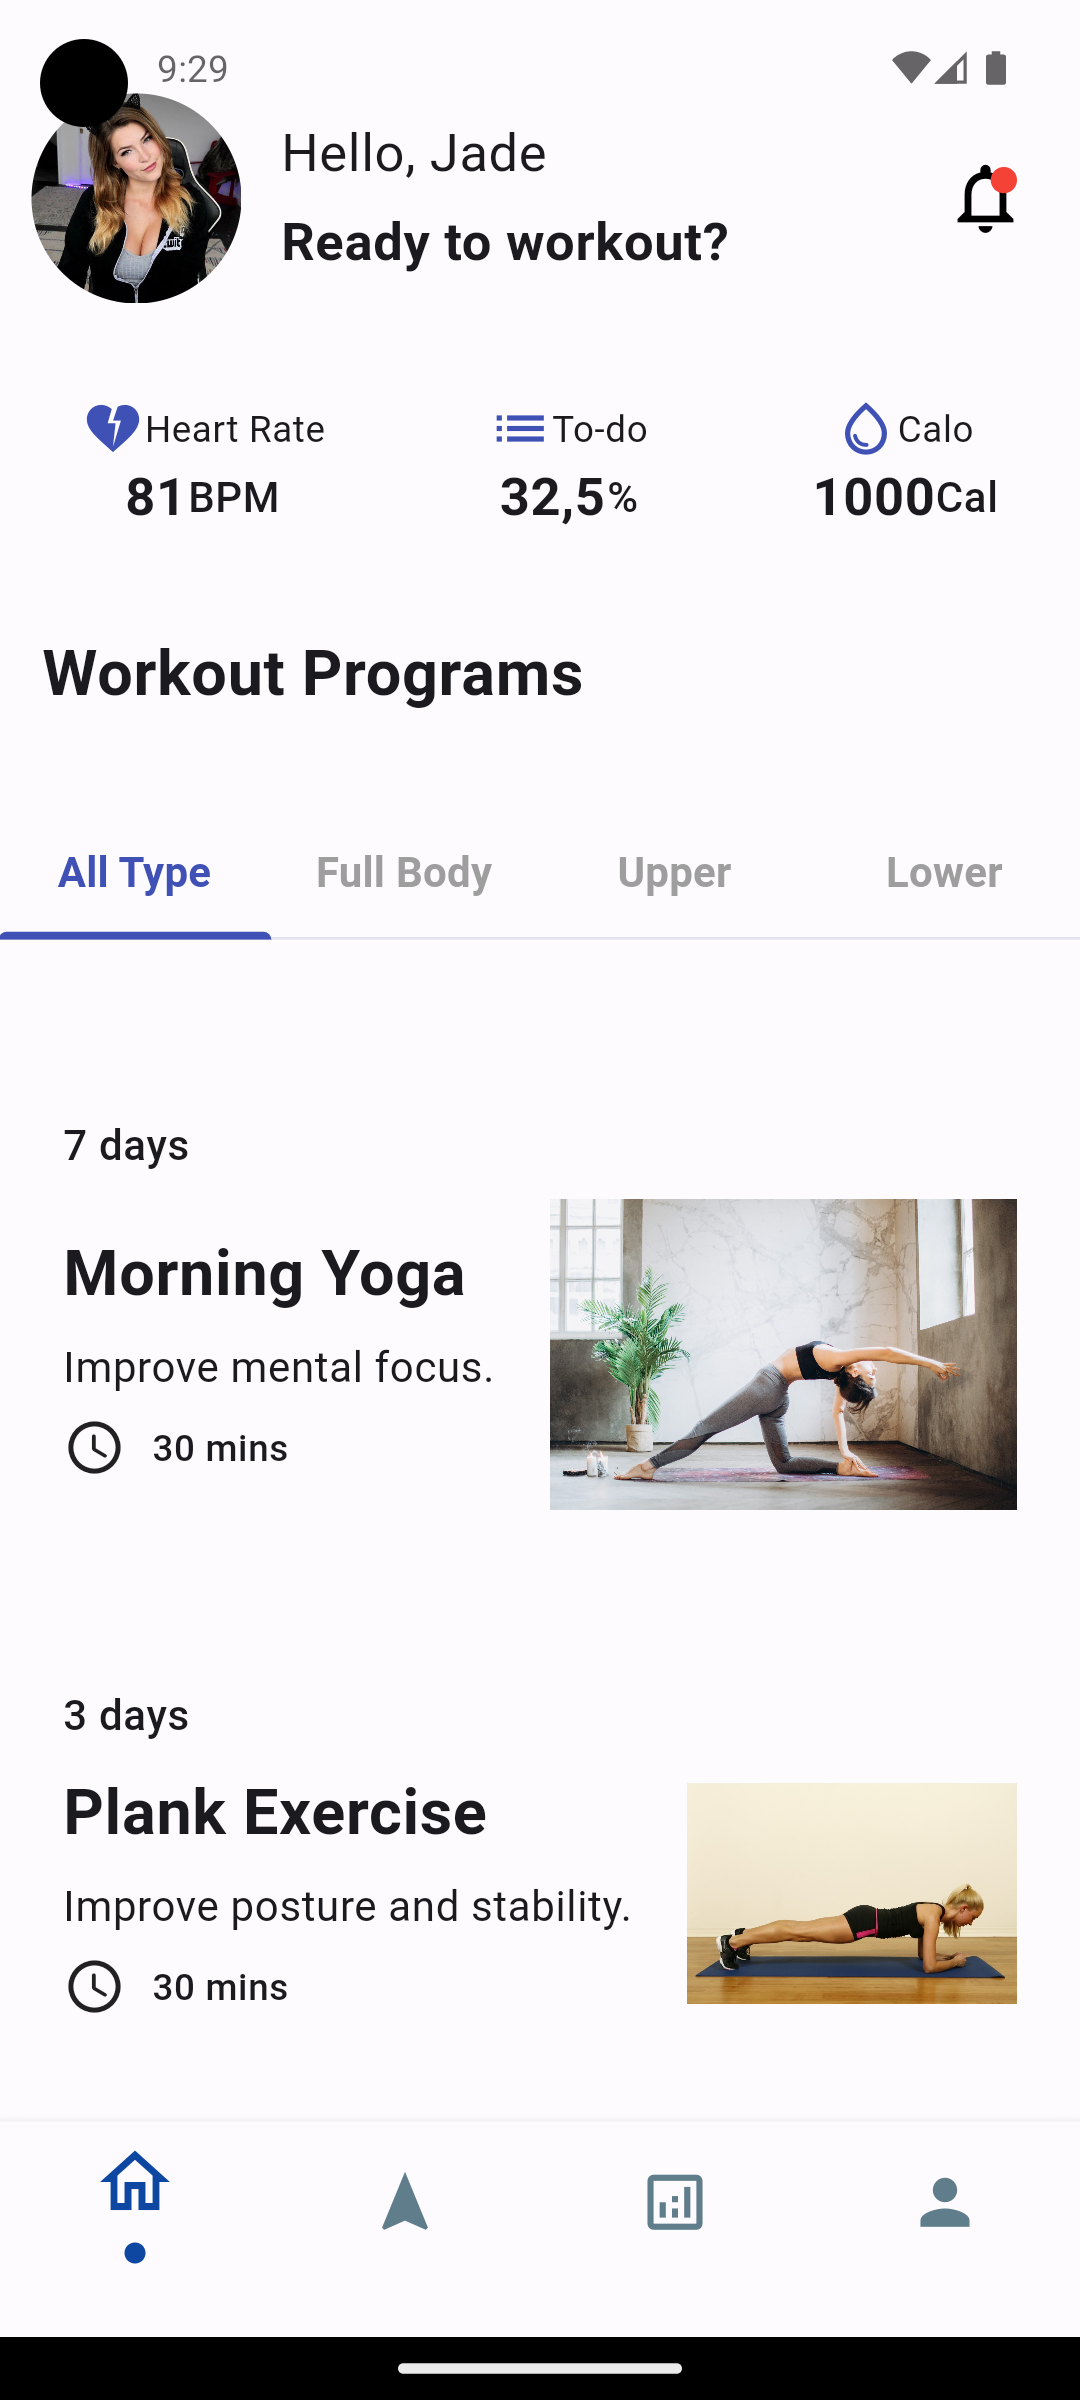 9:29
Hello, Jade
Ready to workout?
Heart Rate To-do Calo
81BPM 32,5% 1000Cal
Workout Programs
All Type Full Body Upper Lower
7 days
Morning Yoga
Improve mental focus.
30 mins
3 days
Plank Exercise
Improve posture and stability.
30 mins